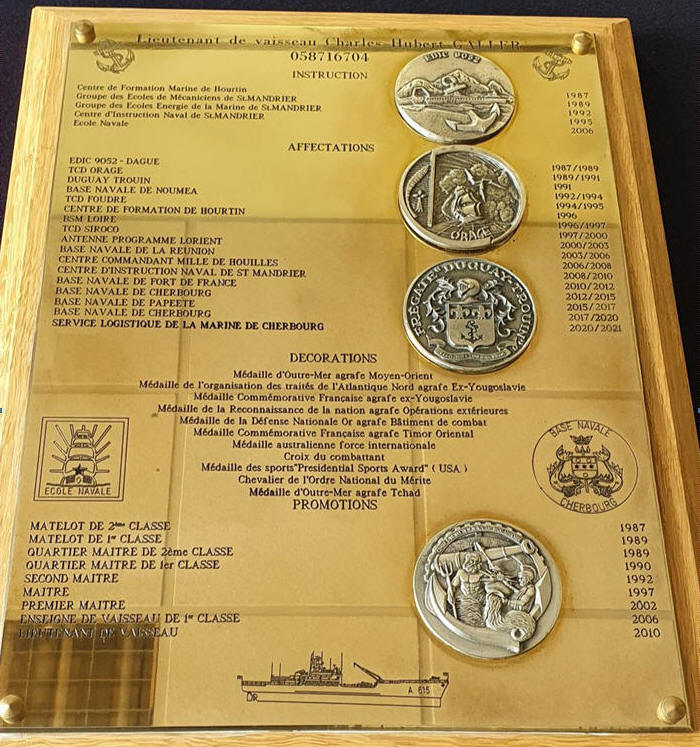 Lieutenant de vaisseau Charles-Hubert GALLER
058716704
INSTRUCTION
Centre de Formation Marine de Hourtin 1987
Groupe des Ecoles de Mécaniciens de St.MANDRIER 1989
Groupe des Ecoles Energie de la Marine de St.MANDRIER 1992
Centre d'Instruction Naval de St.MANDRIER 1995
Ecole Navale 2006
EDIC 9052
AFFECTATIONS
EDIC 9052 - DAGUE 1987/1989
TCD ORAGE 1989/1991
DUGUAY TROUIN 1991
BASE NAVALE DE NOUMEA 1992/1994
TCD FOUDRE 1994/1995
CENTRE DE FORMATION DE HOURTIN 1996
BSM LOIRE 1996/1997
TCD SIROCO 1997/2000
ANTENNE PROGRAMME LORIENT 2000/2003
BASE NAVALE DE LA REUNION 2003/2006
CENTRE COMMANDANT MILLE DE HOUILLES 2006/2008
CENTRE D'INSTRUCTION NAVAL DE ST MANDRIER 2008/2010
BASE NAVALE DE FORT DE FRANCE 2010/2012
BASE NAVALE DE CHERBOURG 2012/2015
BASE NAVALE DE PAPEETE 2015/2017
BASE NAVALE DE CHERBOURG 2017/2020
SERVICE LOGISTIQUE DE LA MARINE DE CHERBOURG 2020/2021
ORAGE
FREGATE DUGUAY-TROUIN
DECORATIONS
Médaille d'Outre-Mer agrafe Moyen-Orient
Médaille de l'organisation des traités de l'Atlantique Nord agrafe Ex-Yougoslavie
Médaille Commémorative Française agrafe ex-Yougoslavie
Médaille de la Reconnaissance de la nation agrafe Opérations extérieures
Médaille de la Défense Nationale Or agrafe Bâtiment de combat
Médaille Commémorative Française agrafe Timor Oriental
Médaille australienne force internationale
Croix du combattant
Médaille des sports"Presidential Sports Award" ( USA )
Chevalier de l'Ordre National du Mérite
Médaille d'Outre-Mer agrafe Tchad
ECOLE NAVALE
BASE NAVALE
CHERBOURG
PROMOTIONS
MATELOT DE 2ème CLASSE 1987
MATELOT DE 1er CLASSE 1989
QUARTIER MAITRE DE 2ème CLASSE 1989
QUARTIER MAITRE DE 1er CLASSE 1990
SECOND MAITRE 1992
MAITRE 1997
PREMIER MAITRE 2002
ENSEIGNE DE VAISSEAU DE 1er CLASSE 2006
LIEUTENANT DE VAISSEAU 2010
A 615